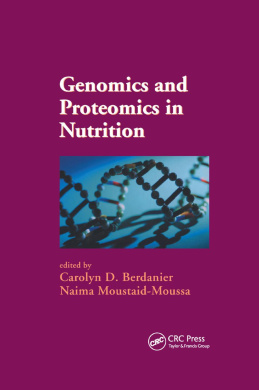 Genomics and
Proteomics in
Nutrition
edited by
Carolyn D. Berdanier
Naima Moustaid-Moussa
CRC Press
Taylor & Francis Group